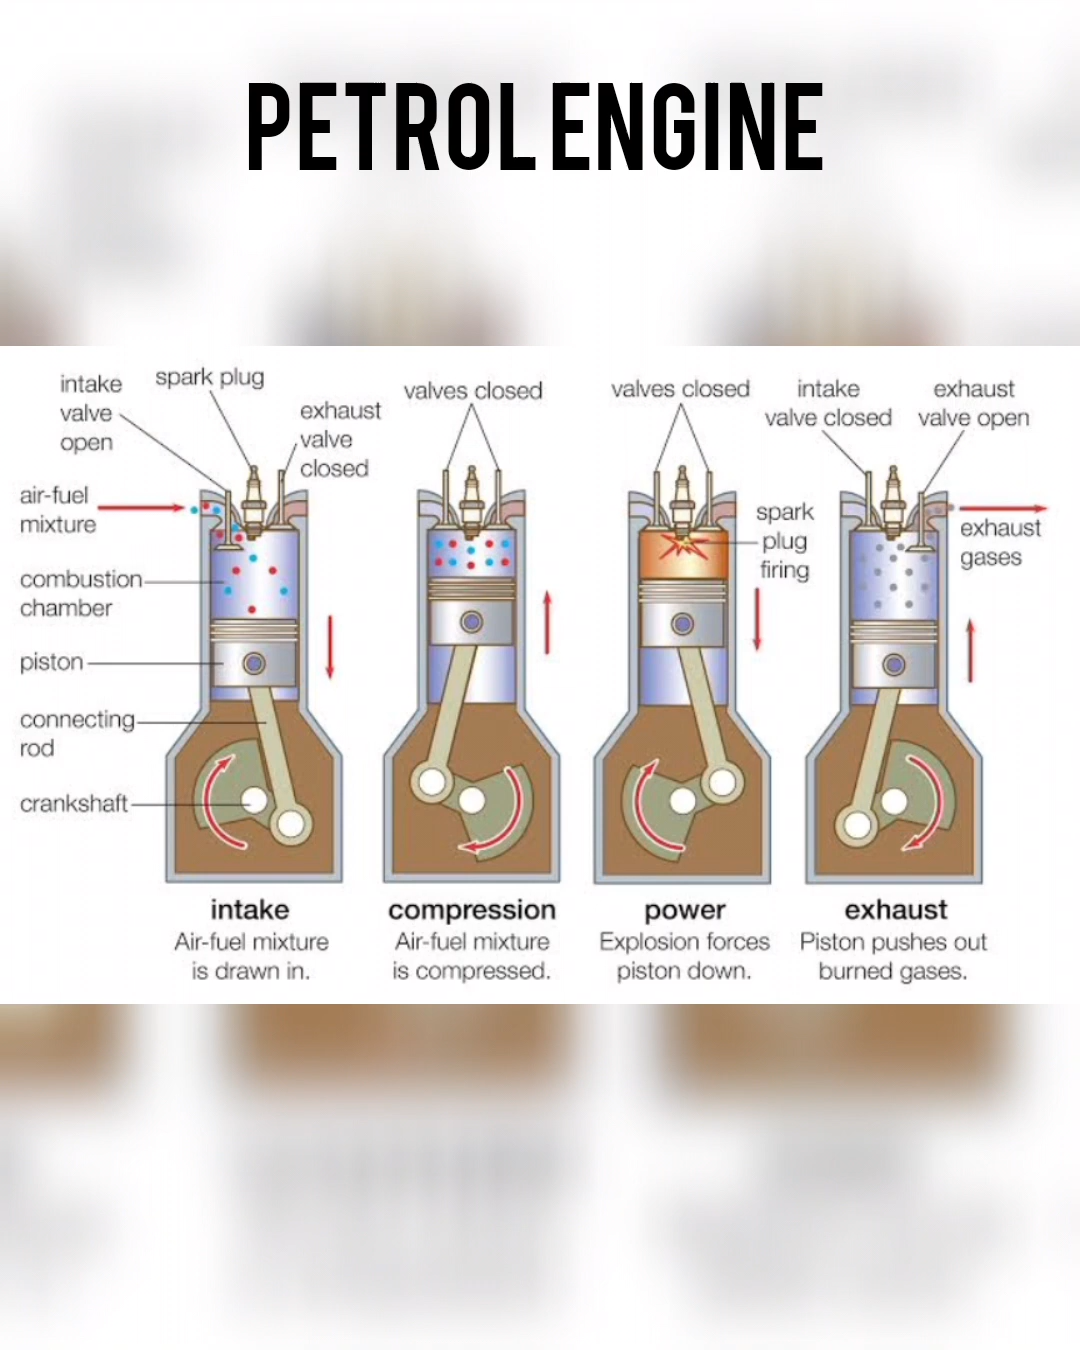 PETROL ENGINE
intake
valve
open
spark plug
exhaust
valve
closed
air-fuel
mixture
combustion
chamber
piston
connecting
rod
crankshaft
intake
Air-fuel mixture
is drawn in.
valves closed
compression
Air-fuel mixture
is compressed.
valves closed
spark
plug
firing
power
Explosion forces
piston down.
intake
valve closed
exhaust
valve open
exhaust
gases
exhaust
Piston pushes out
burned gases.